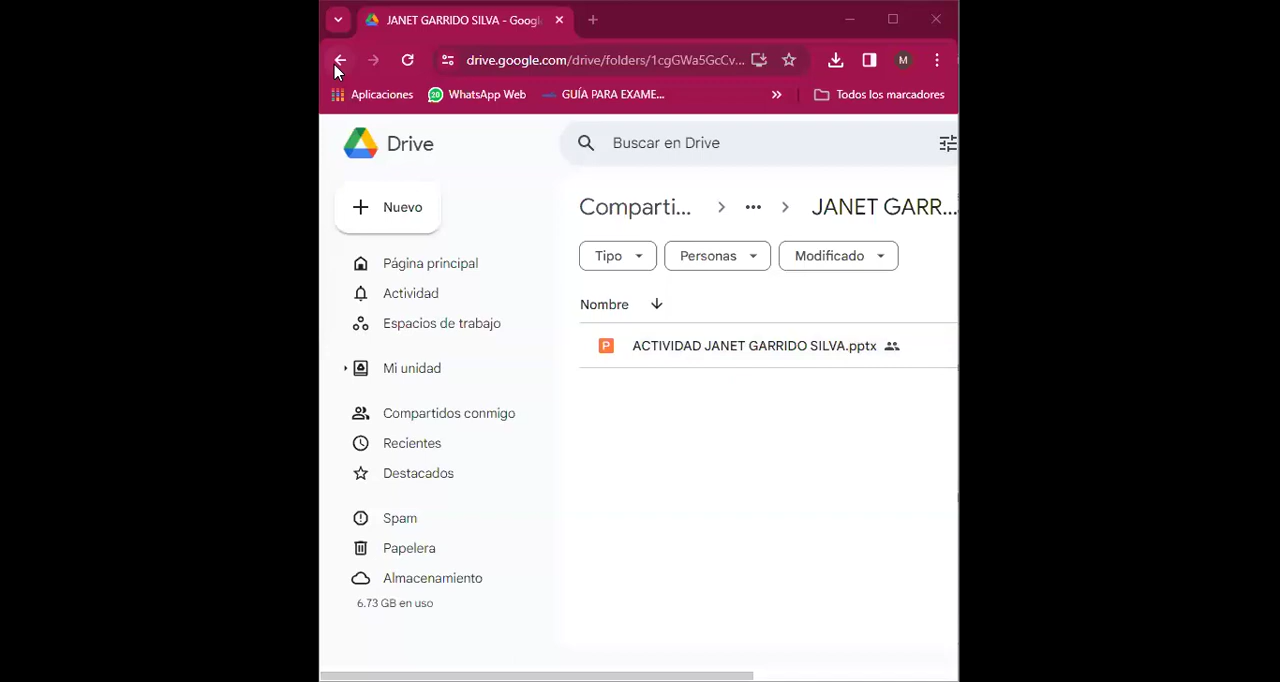 JANET GARRIDO SILVA - Googl
drive.google.com/drive/folders/1cgGWa5GcCv...
M
Aplicaciones
WhatsApp Web
GUÍA PARA EXAME...
»
Todos los marcadores
Drive
Buscar en Drive
Nuevo
Comparti... > ... > JANET GARR...
Tipo
Personas
Modificado
Página principal
Actividad
Espacios de trabajo
Mi unidad
Compartidos conmigo
Recientes
Destacados
Spam
Papelera
Almacenamiento
6.73 GB en uso
Nombre
P ACTIVIDAD JANET GARRIDO SILVA.pptx